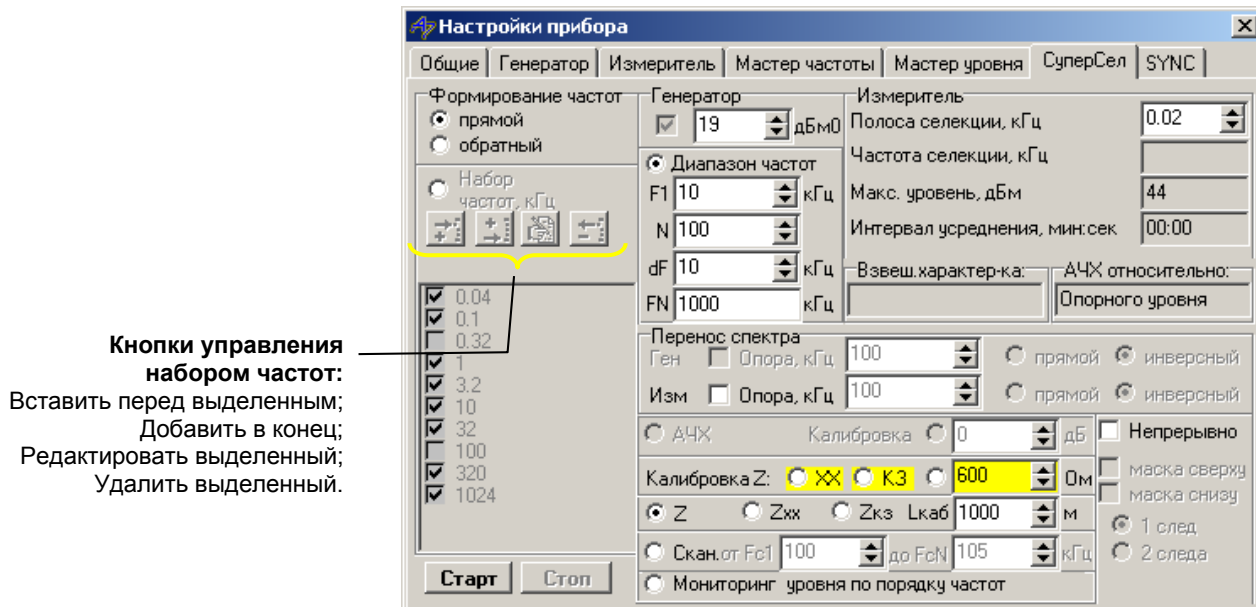 Настройки прибора
Общие Генератор Измеритель Мастер частоты Мастер уровня СуперСел SYNC
Формирование частот
прямой
обратный
Набор
частот, кГц
0.04
0.1
0.32
1
3.2
10
32
100
320
1024
Старт Стоп
Кнопки управления
набором частот:
Вставить перед выделенным;
Добавить в конец;
Редактировать выделенный;
Удалить выделенный.
Генератор
19 дБм0
Диапазон частот
F1 10 кГц
N 100
dF 10 кГц
FN 1000 кГц
Измеритель
Полоса селекции, кГц 0.02
Частота селекции, кГц
Макс. уровень, дБм 44
Интервал усреднения, мин:сек 00:00
Взвеш.характер-ка:
АЧХ относительно:
Опорного уровня
Перенос спектра
Ген Опора, кГц 100 прямой инверсный
Изм Опора, кГц 100 прямой инверсный
АЧХ Калибровка 0 дБ
Калибровка Z: XX КЗ 600 Ом
Z Zxx Zкз Lкаб 1000 м
Скан.от Fc1 100 до FcN 105 кГц
Мониторинг уровня по порядку частот
Непрерывно
маска сверху
маска снизу
1 след
2 следа